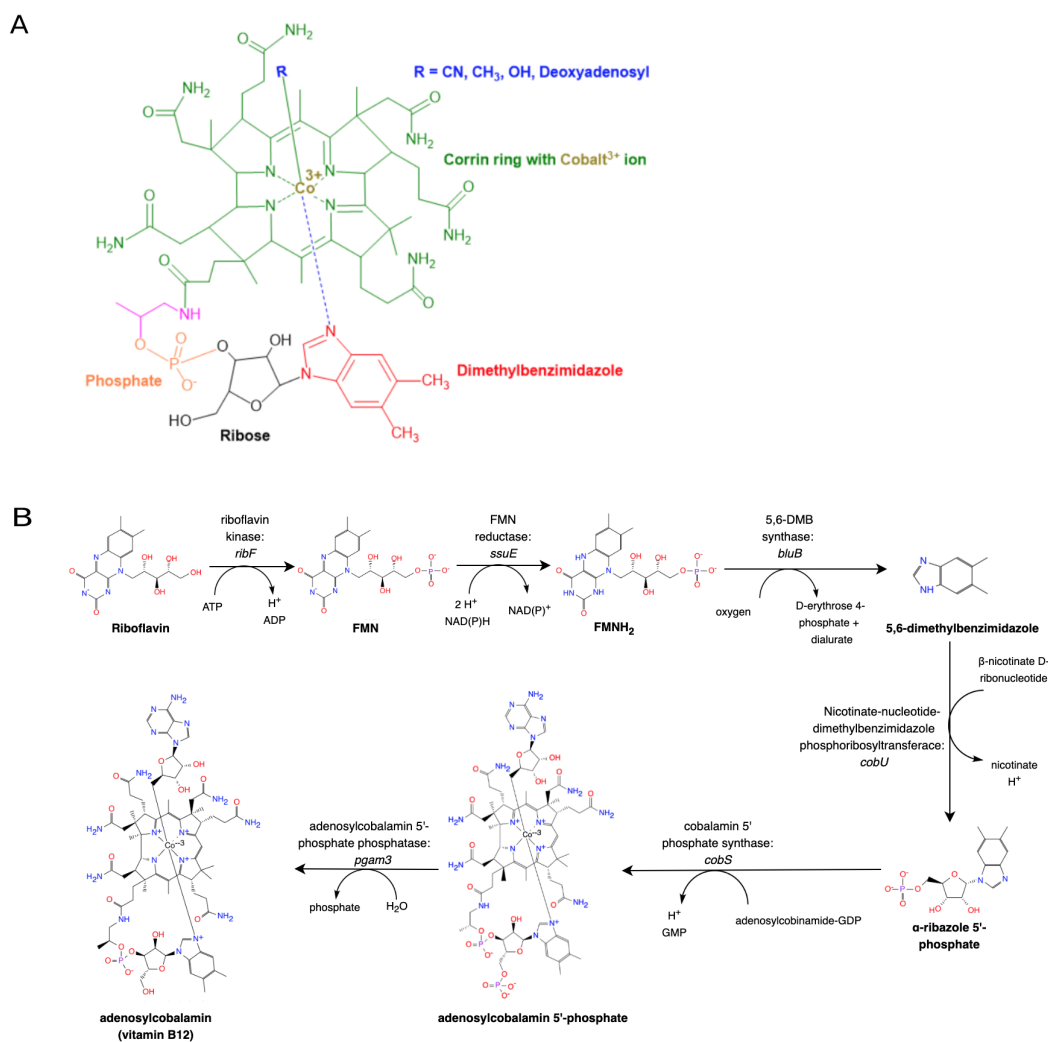 A
NH₂
O
R
R = CN, CH₃, OH, Deoxyadenosyl
NH₂
O
O
NH₂
N
N
Corrin ring with Cobalt³⁺ ion
3+
Co
N
N
O
O
NH₂
H₂N
NH₂
O
O
NH
N
O
O
O
OH
P
Phosphate
O⁻
N
Dimethylbenzimidazole
CH₃
O
HO
CH₃
Ribose
B
riboflavin
kinase:
ribF
FMN
reductase:
ssuE
5,6-DMB
synthase:
bluB
ATP
H⁺
ADP
2 H⁺
NAD(P)H
NAD(P)⁺
oxygen
D-erythrose 4-
phosphate +
dialurate
Riboflavin
FMN
FMNH₂
5,6-dimethylbenzimidazole
β-nicotinate D-
ribonucleotide
Nicotinate-nucleotide-
dimethylbenzimidazole
phosphoribosyltransferace:
cobU
nicotinate
H⁺
adenosylcobalamin 5'-
phosphate phosphatase:
pgam3
cobalamin 5'
phosphate synthase:
cobS
phosphate
H₂O
H⁺
GMP
adenosylcobinamide-GDP
α-ribazole 5'-
phosphate
adenosylcobalamin
(vitamin B12)
adenosylcobalamin 5'-phosphate